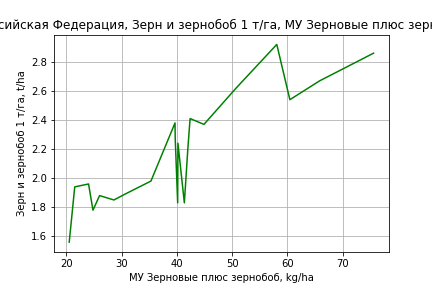 сийская Федерация, Зерн и зернобоб 1 т/га, МУ Зерновые плюс зерн
Зерн и зернобоб 1 т/га, t/ha
2.8
2.6
2.4
2.2
2.0
1.8
1.6
20 30 40 50 60 70
МУ Зерновые плюс зернобоб, kg/ha